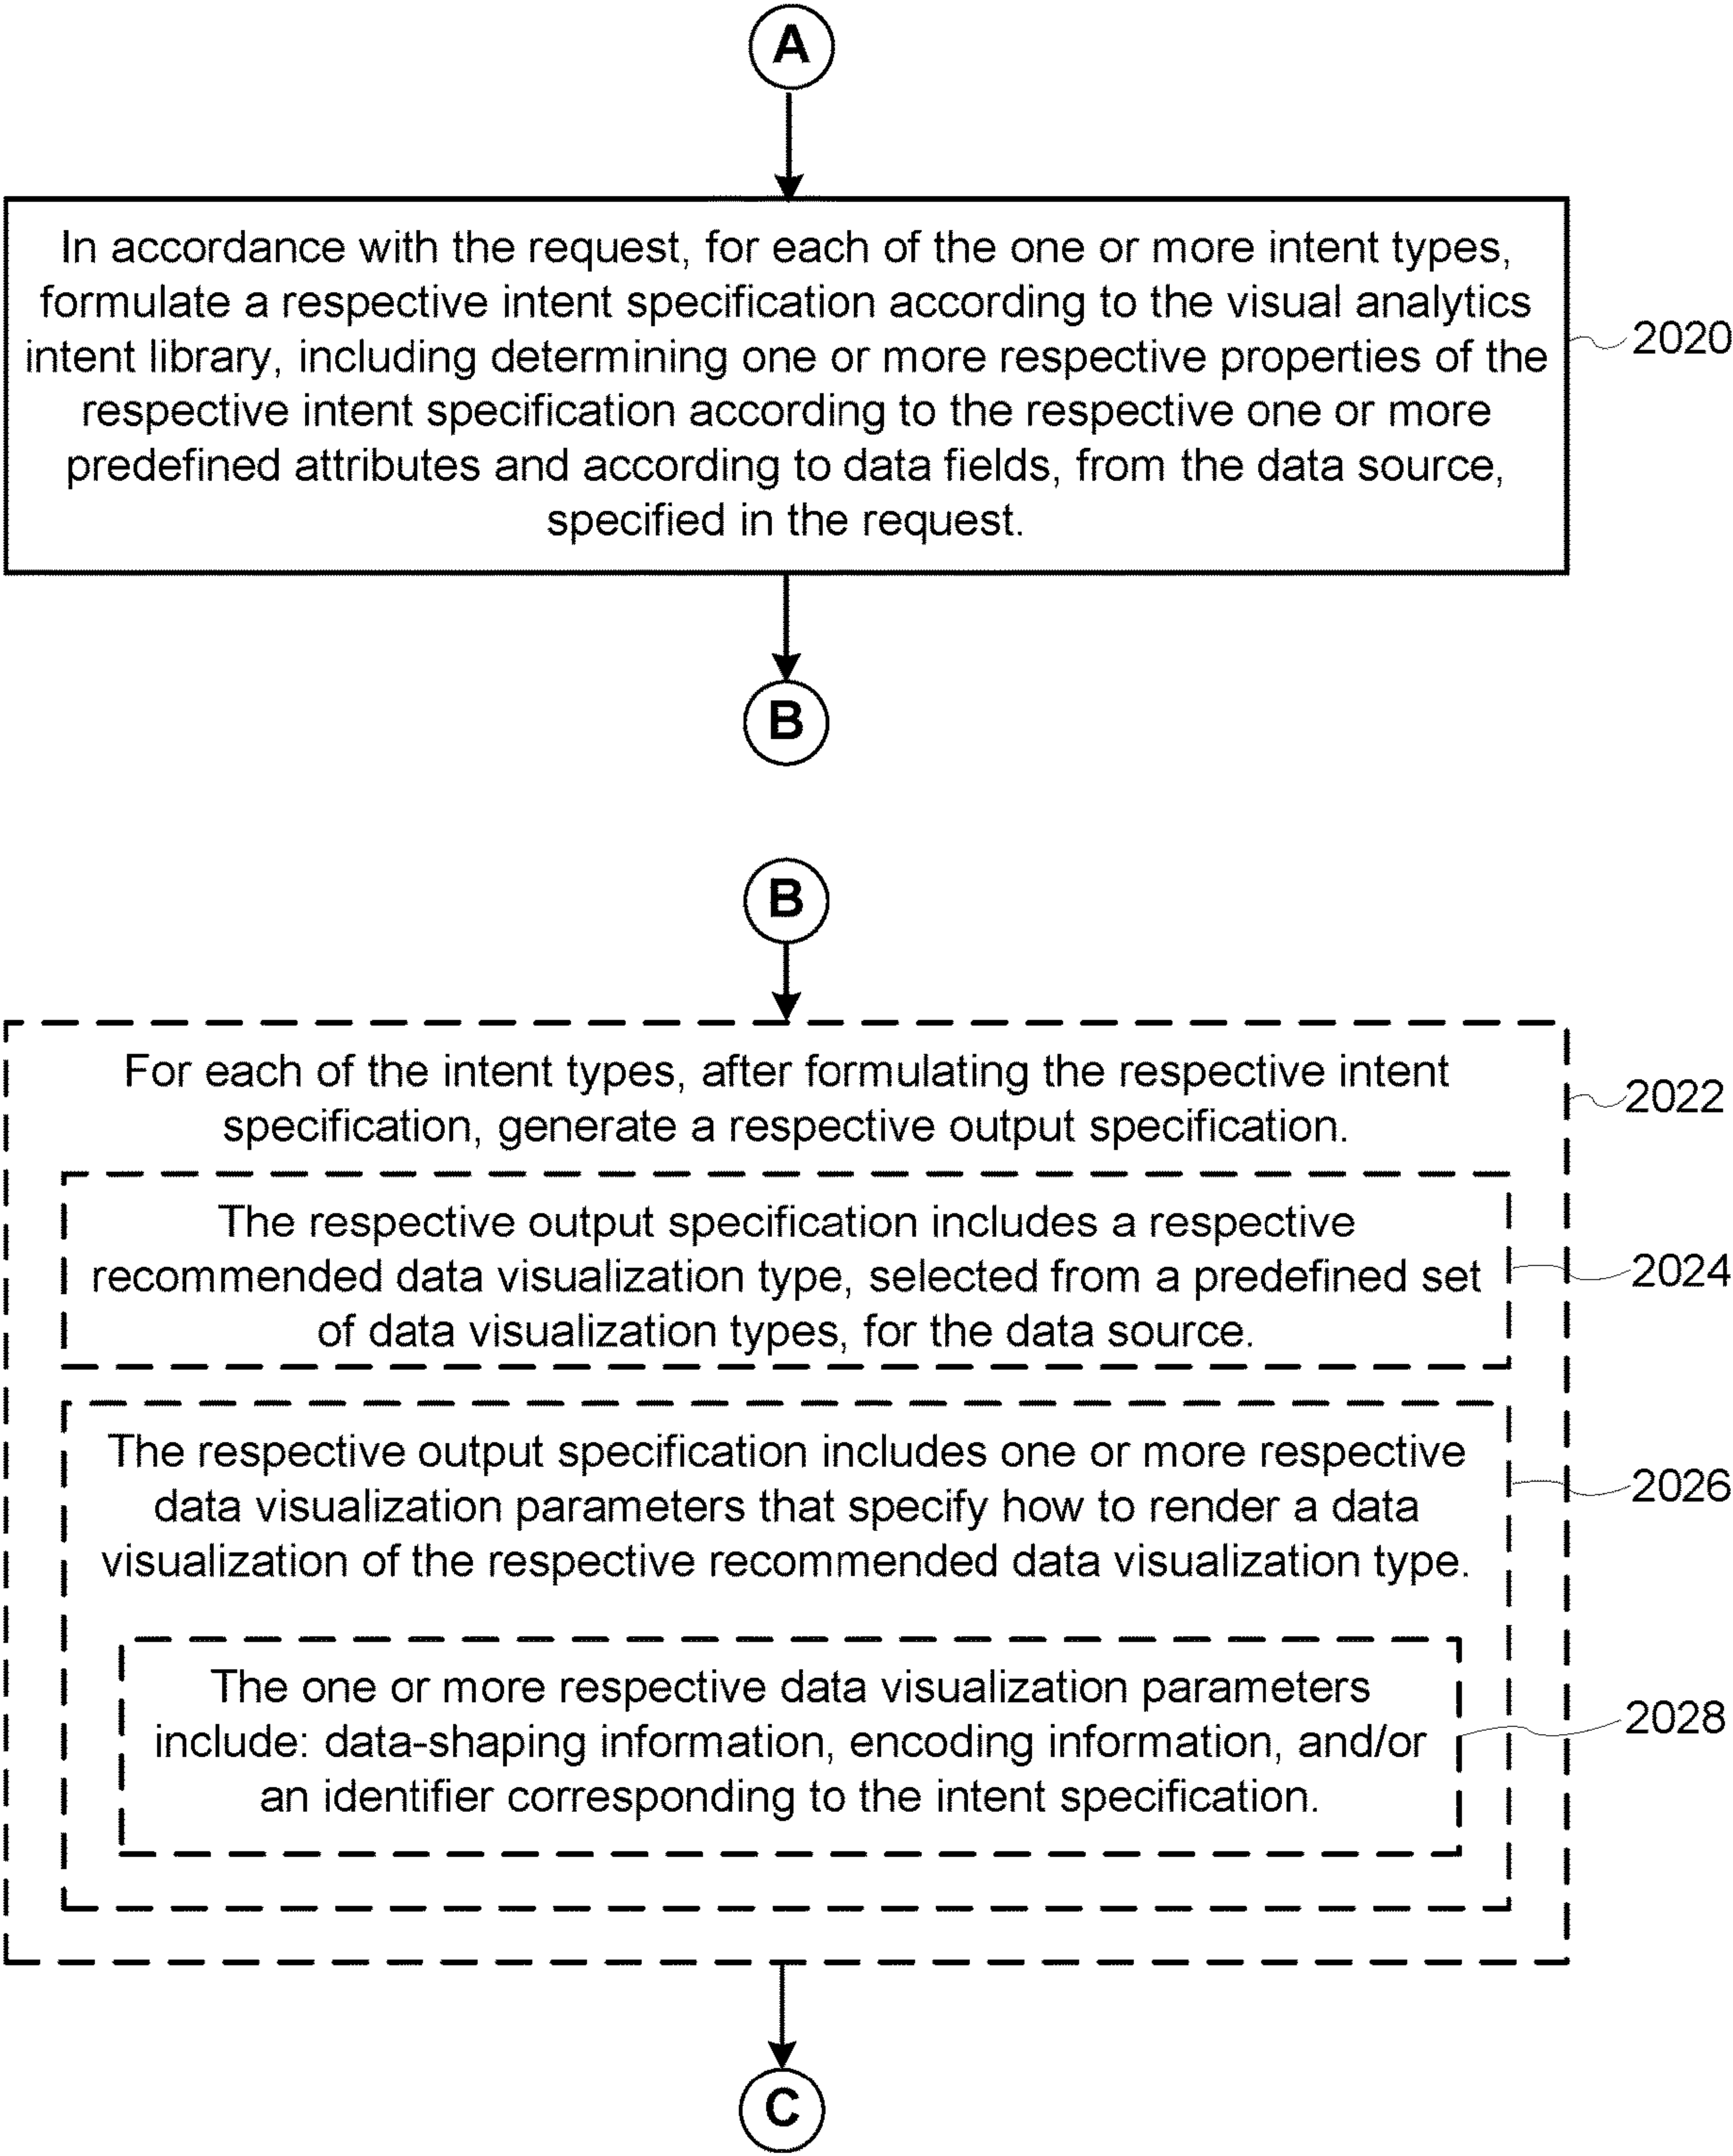 A
In accordance with the request, for each of the one or more intent types,
formulate a respective intent specification according to the visual analytics
intent library, including determining one or more respective properties of the
respective intent specification according to the respective one or more
predefined attributes and according to data fields, from the data source,
specified in the request.
2020
B
B
For each of the intent types, after formulating the respective intent
specification, generate a respective output specification.
2022
The respective output specification includes a respective
recommended data visualization type, selected from a predefined set
of data visualization types, for the data source.
2024
The respective output specification includes one or more respective
data visualization parameters that specify how to render a data
visualization of the respective recommended data visualization type.
2026
The one or more respective data visualization parameters
include: data-shaping information, encoding information, and/or
an identifier corresponding to the intent specification.
2028
C